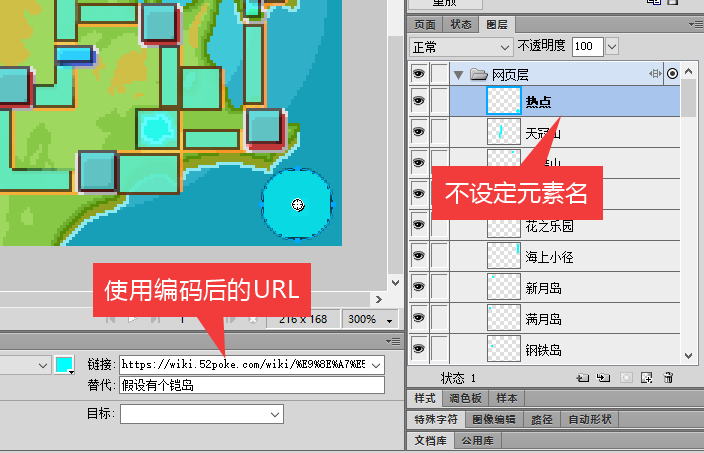 重放
页面 状态 图层
正常 不透明度 100
网页层
热点
天冠山
不设定元素名
花之乐园
海上小径
新月岛
满月岛
钢铁岛
使用编码后的URL
216 x 168 300%
链接: https://wiki.52poke.com/wiki/%E9%8E%A7%E5
替代: 假设有个铠岛
目标:
状态 1
样式 调色板 样本
特殊字符 图像编辑 路径 自动形状
文档库 公用库